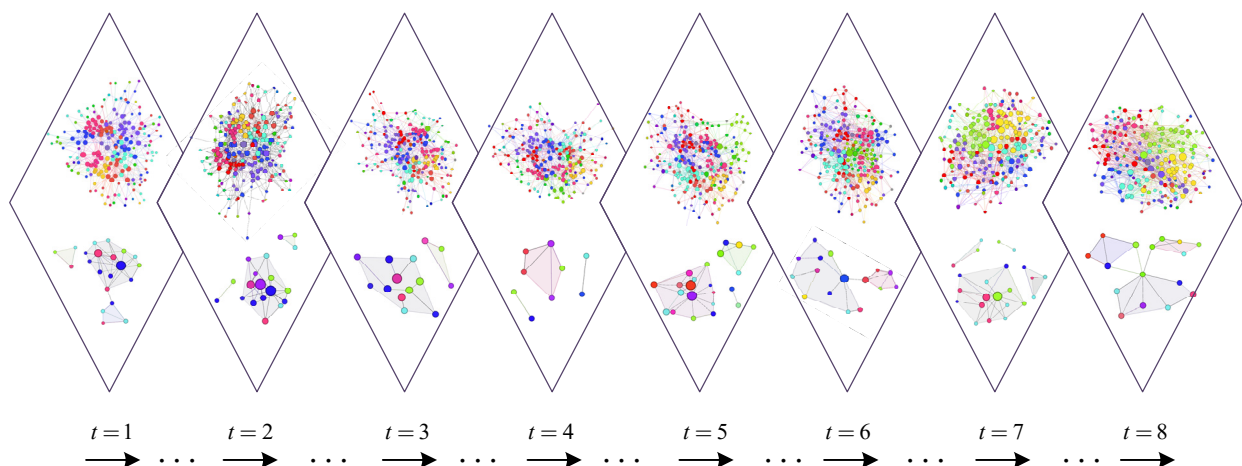 t = 1 t = 2 t = 3 t = 4 t = 5 t = 6 t = 7 t = 8
. . . . . . . . . . . . . . . . . . . . .